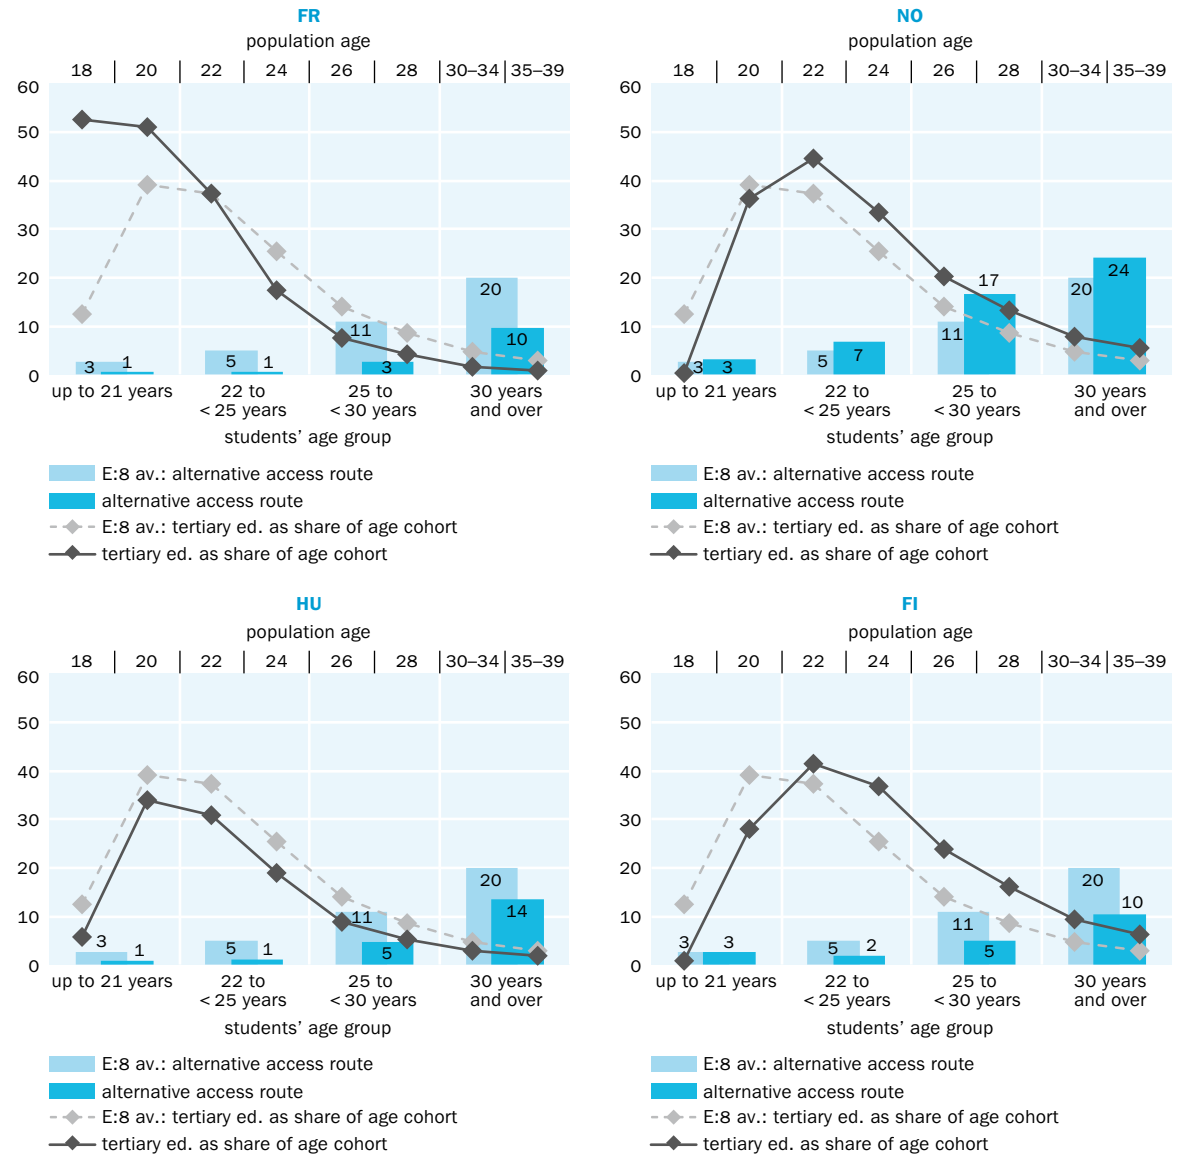 FR
population age
18 20 22 24 26 28 30–34 35–39
60
50
40
30
20
10
0
3 1 5 1 11 3 20 10
up to 21 years 22 to < 25 years 25 to < 30 years 30 years and over
students’ age group
E:8 av.: alternative access route
alternative access route
E:8 av.: tertiary ed. as share of age cohort
tertiary ed. as share of age cohort
NO
population age
18 20 22 24 26 28 30–34 35–39
60
50
40
30
20
10
0
3 3 5 7 11 17 20 24
up to 21 years 22 to < 25 years 25 to < 30 years 30 years and over
students’ age group
E:8 av.: alternative access route
alternative access route
E:8 av.: tertiary ed. as share of age cohort
tertiary ed. as share of age cohort
HU
population age
18 20 22 24 26 28 30–34 35–39
60
50
40
30
20
10
0
3 1 5 1 11 5 20 14
up to 21 years 22 to < 25 years 25 to < 30 years 30 years and over
students’ age group
E:8 av.: alternative access route
alternative access route
E:8 av.: tertiary ed. as share of age cohort
tertiary ed. as share of age cohort
FI
population age
18 20 22 24 26 28 30–34 35–39
60
50
40
30
20
10
0
3 3 5 2 11 5 20 10
up to 21 years 22 to < 25 years 25 to < 30 years 30 years and over
students’ age group
E:8 av.: alternative access route
alternative access route
E:8 av.: tertiary ed. as share of age cohort
tertiary ed. as share of age cohort